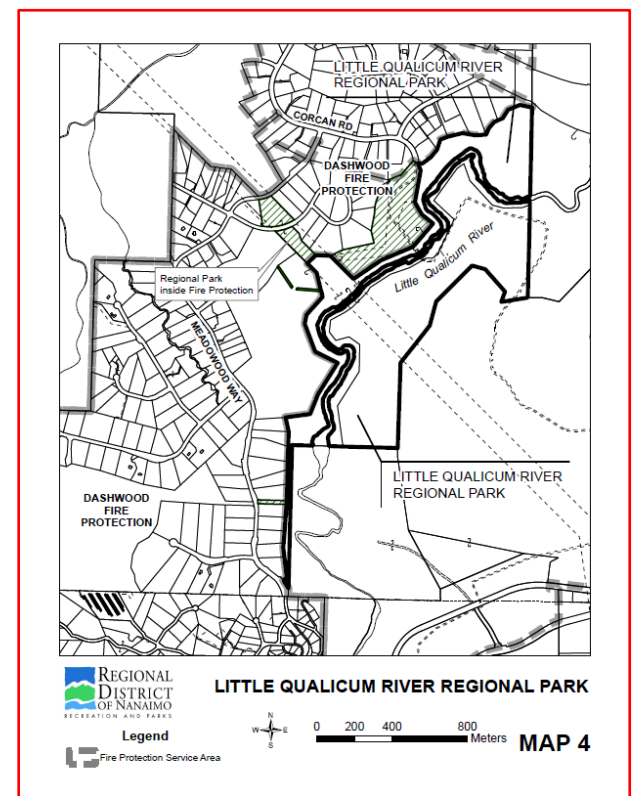 LITTLE QUALICUM RIVER
REGIONAL PARK
CORCAN RD
DASHWOOD
FIRE
PROTECTION
Little Qualicum River
Regional Park
inside Fire Protection
MEADOWOOD WAY
LITTLE QUALICUM RIVER
REGIONAL PARK
DASHWOOD
FIRE
PROTECTION
REGIONAL
DISTRICT
OF NANAIMO
RECREATION AND PARKS
LITTLE QUALICUM RIVER REGIONAL PARK
Legend
Fire Protection Service Area
N
W E
S
0 200 400 800
Meters
MAP 4